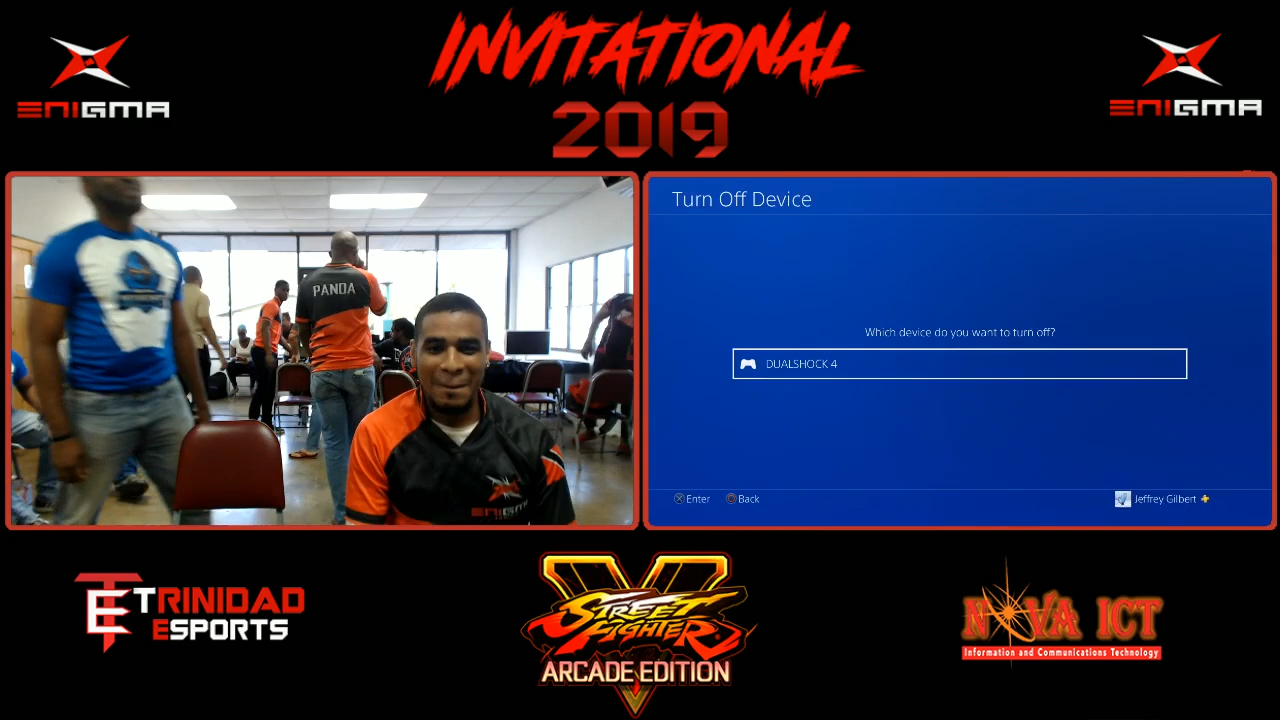 INVITATIONAL
2019
ENIGMA
ENIGMA
PANDA
ENIGMA
Turn Off Device
Which device do you want to turn off?
DUALSHOCK 4
Enter
Back
Jeffrey Gilbert
TRINIDAD
ESPORTS
V
STREET
FIGHTER
ARCADE EDITION
NOVA ICT
Information and Communications Technology